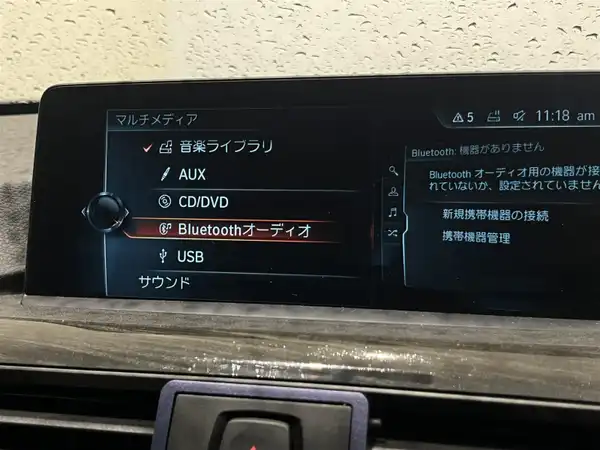 マルチメディア
5
11:18 am
音楽ライブラリ
AUX
CD/DVD
Bluetoothオーディオ
USB
サウンド
Bluetooth: 機器がありません
Bluetooth オーディオ用の機器が接
れていないか、設定されていません
新規携帯機器の接続
携帯機器管理